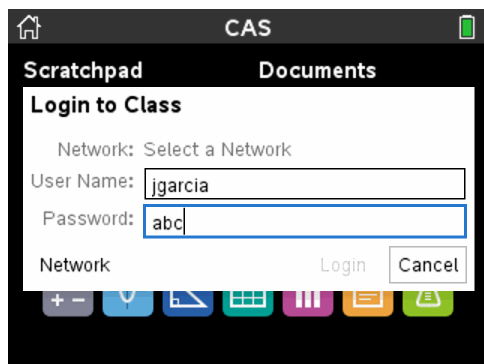 CAS
Scratchpad Documents
Login to Class
Network: Select a Network
User Name: jgarcia
Password: abc
Network Login Cancel